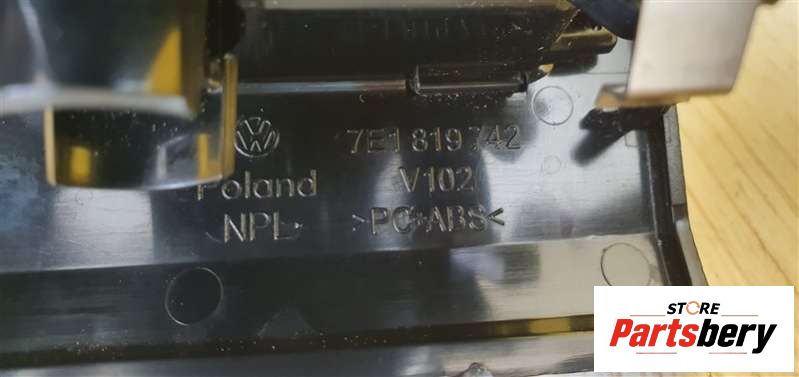 7E1 819 742
Poland V102
NPL >PC+ABS<
STORE
Partsbery